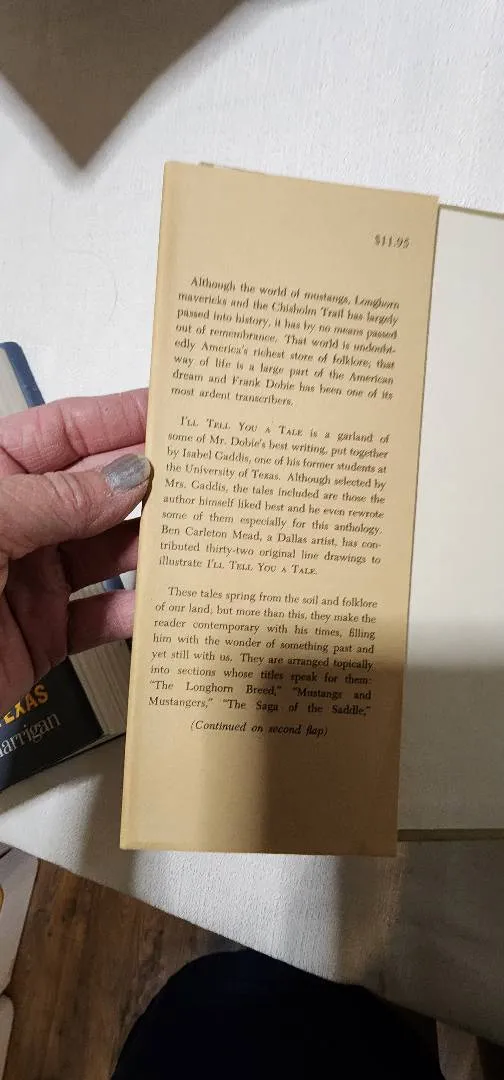 $11.95
Although the world of mustangs, Longhorn
mavericks and the Chisholm Trail has largely
passed into history, it has by no means passed
out of remembrance. That world is undoubt-
edly America's richest store of folklore, that
way of life is a large part of the American
dream and Frank Dobie has been one of its
most ardent transcribers.
I'LL TELL YOU A TALE is a garland of
some of Mr. Dobie's best writing, put together
by Isabel Gaddis, one of his former students at
the University of Texas. Although selected by
Mrs. Gaddis, the tales included are those the
author himself liked best and he even rewrote
some of them especially for this anthology.
Ben Carleton Mead, a Dallas artist, has con-
tributed thirty-two original line drawings to
illustrate I'LL TELL YOU A TALE.
These tales spring from the soil and folklore
of our land; but more than this, they make the
reader contemporary with his times, filling
him with the wonder of something past and
yet still with us. They are arranged topically
into sections whose titles speak for them:
"The Longhorn Breed," "Mustangs and
Mustangers," "The Saga of the Saddle,"
(Continued on second flap)
TEXAS
arrigan